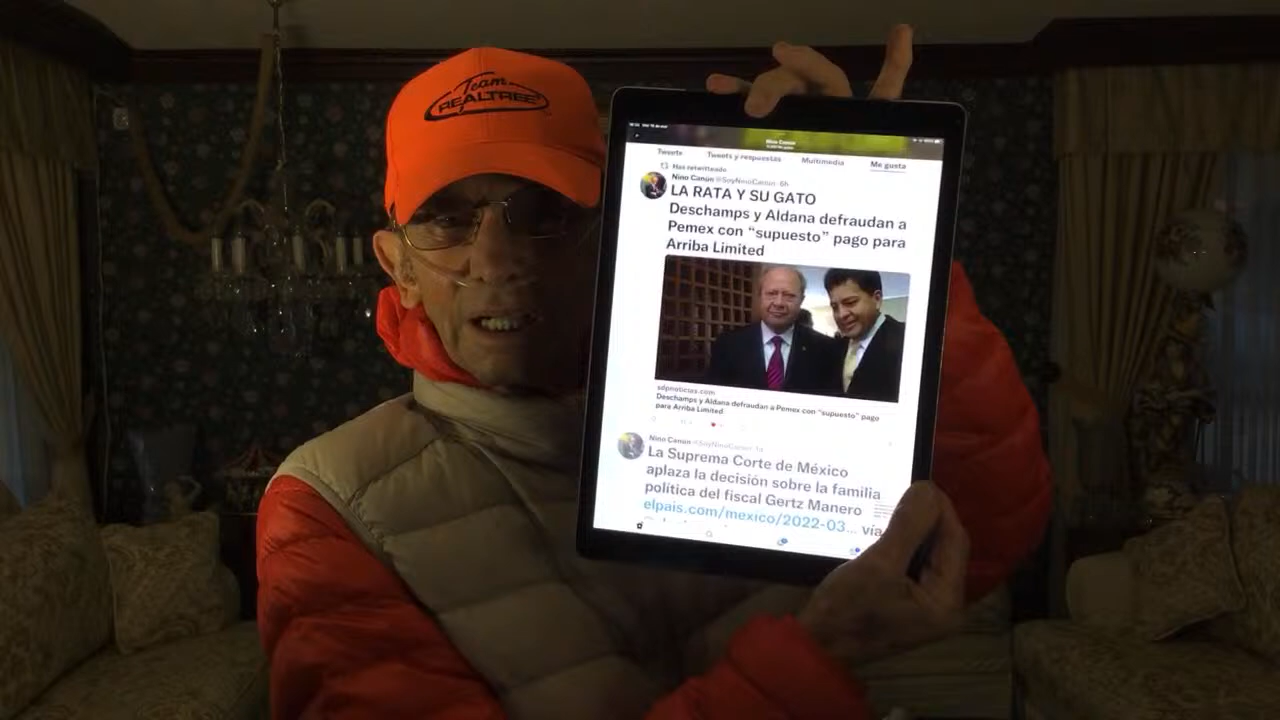 Team
REALTREE
Nino Canún
Tweets
Tweets y respuestas
Multimedia
Me gusta
Has retwitteado
Nino Canún @SoyNinoCanun 6h
LA RATA Y SU GATO
Deschamps y Aldana defraudan a
Pemex con “supuesto” pago para
Arriba Limited
sdpnoticias.com
Deschamps y Aldana defraudan a Pemex con “supuesto” pago
para Arriba Limited
Nino Canún @SoyNinoCanun 1d
La Suprema Corte de México
aplaza la decisión sobre la familia
política del fiscal Gertz Manero
elpais.com/mexico/2022-03... vía